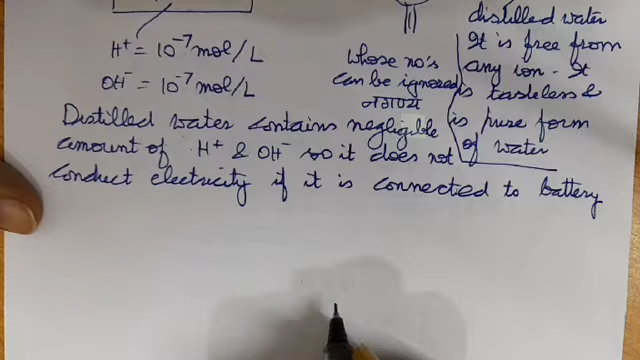 distilled water
It is free from
any ion. It
is tasteless &
is pure form
of water
H⁺ = 10⁻⁷ mol/L
OH⁻ = 10⁻⁷ mol/L
whose no's
can be ignored
नगण्य
Distilled water contains negligible
amount of H⁺ & OH⁻ so it does not
conduct electricity if it is connected to battery